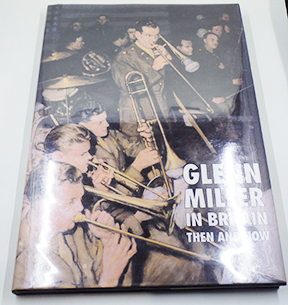 GLENN
MILLER
IN BRITAIN
THEN AND NOW